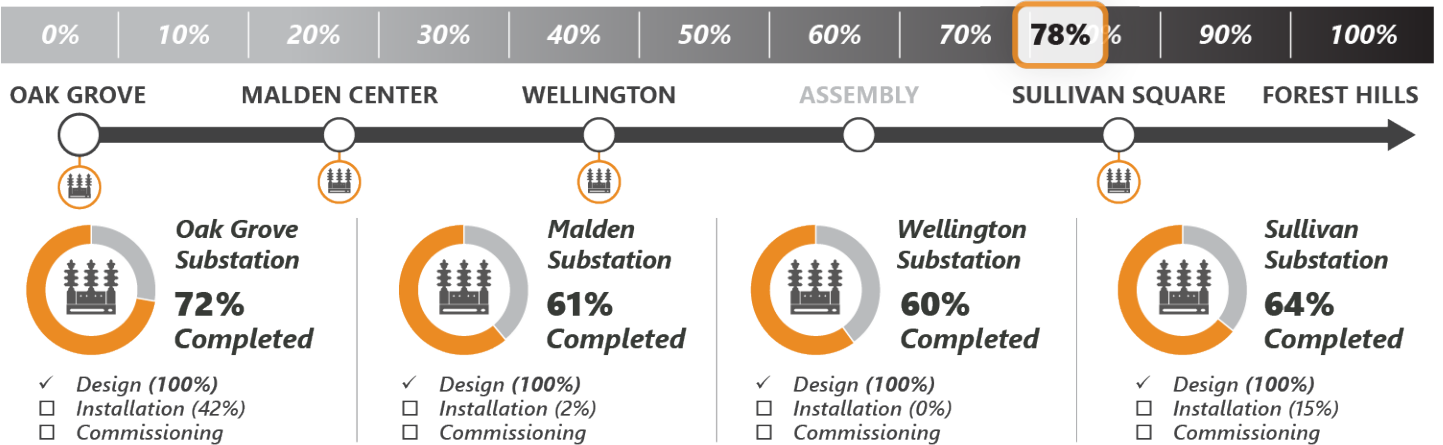 0% 10% 20% 30% 40% 50% 60% 70% 78% 90% 100%
OAK GROVE MALDEN CENTER WELLINGTON ASSEMBLY SULLIVAN SQUARE FOREST HILLS
Oak Grove
Substation
72%
Completed
✓ Design (100%)
☐ Installation (42%)
☐ Commissioning
Malden
Substation
61%
Completed
✓ Design (100%)
☐ Installation (2%)
☐ Commissioning
Wellington
Substation
60%
Completed
✓ Design (100%)
☐ Installation (0%)
☐ Commissioning
Sullivan
Substation
64%
Completed
✓ Design (100%)
☐ Installation (15%)
☐ Commissioning